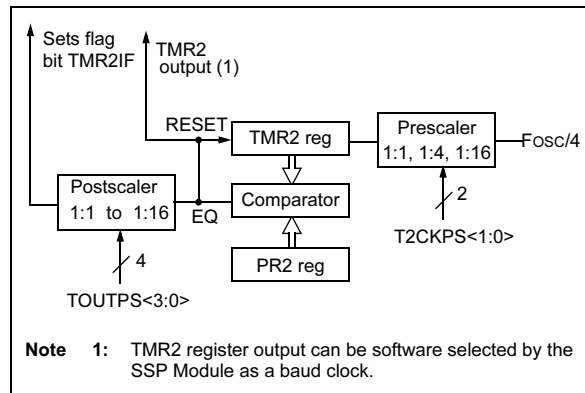 Sets flag
bit TMR2IF
TMR2
output (1)
RESET
TMR2 reg
Prescaler
1:1, 1:4, 1:16
FOSC/4
2
T2CKPS<1:0>
Postscaler
1:1 to 1:16
EQ
Comparator
4
TOUTPS<3:0>
PR2 reg
Note 1: TMR2 register output can be software selected by the
SSP Module as a baud clock.